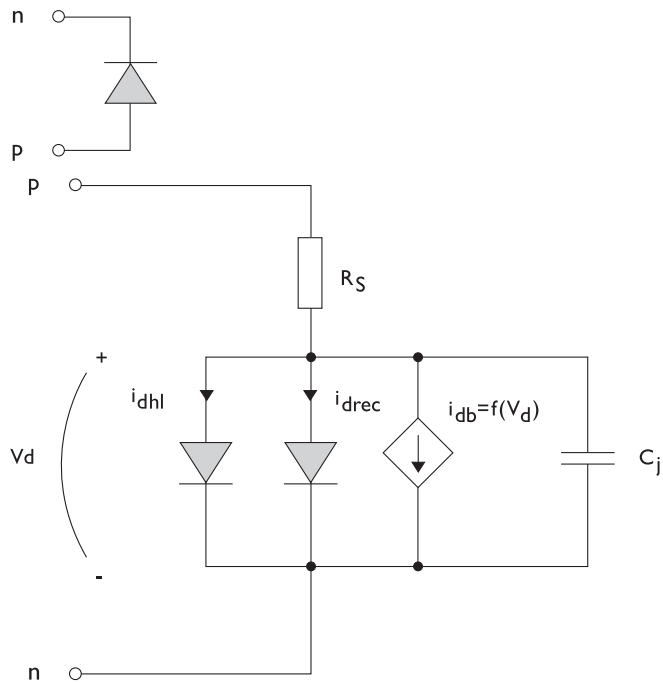 n
p
p
R_S
+
i_dhl
i_drec
i_db=f(V_d)
Vd
C_j
-
n